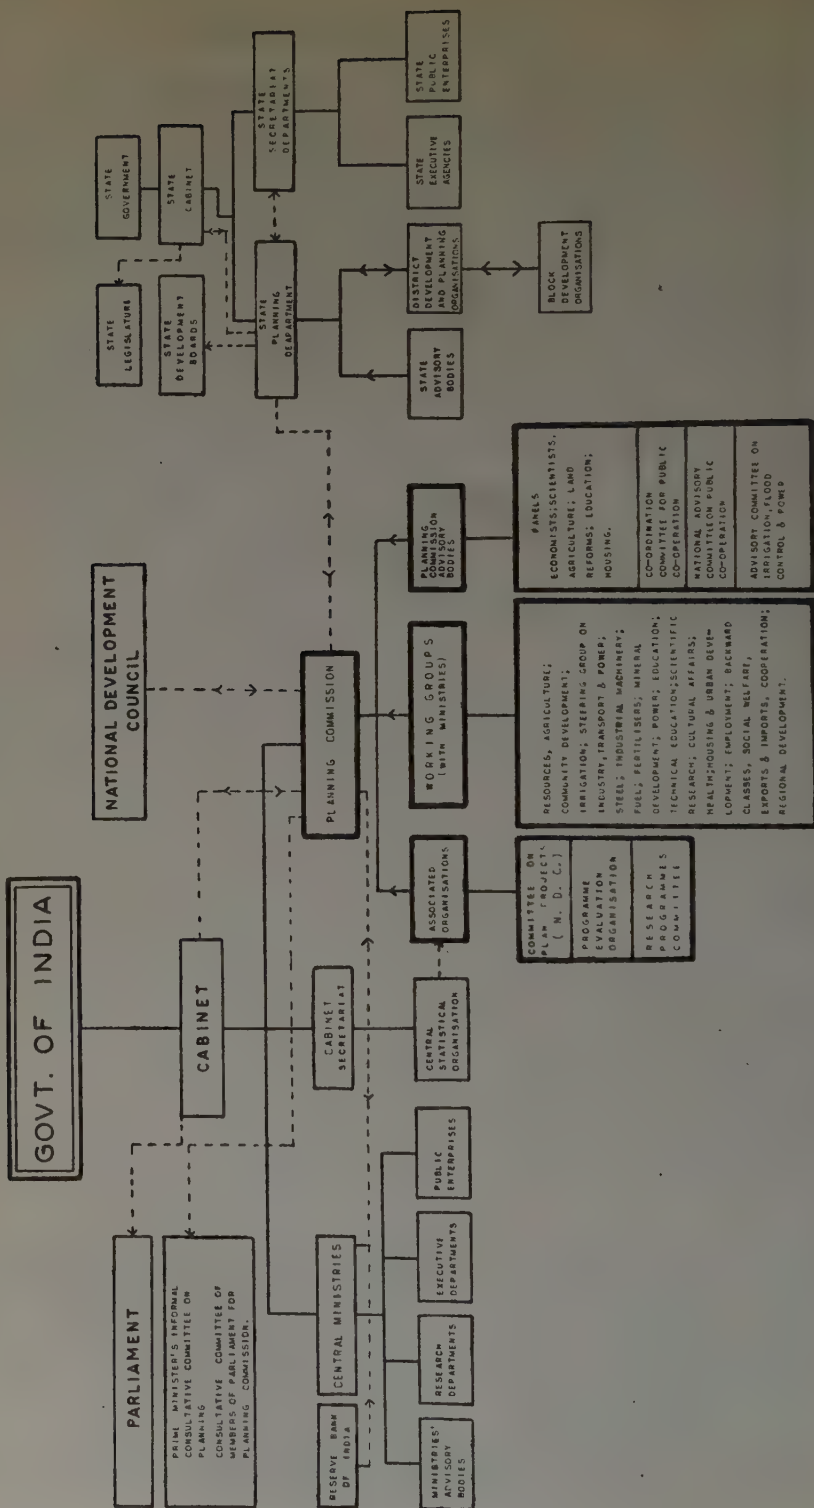 GOVT. OF INDIA
PARLIAMENT
PRIME MINISTER'S INFORMAL
CONSULTATIVE COMMITTEE ON
PLANNING
CONSULTATIVE COMMITTEE OF
MEMBERS OF PARLIAMENT FOR
PLANNING COMMISSION.
CABINET
NATIONAL DEVELOPMENT
COUNCIL
STATE
LEGISLATURE
STATE
GOVERNMENT
STATE
DEVELOPMENT
BOARDS
STATE
CABINET
STATE
PLANNING
DEAPARTMENT
STATE
SECRETARIAT
DEPARTMENTS
RESERVE BANK
OF INDIA
CENTRAL MINISTRIES
CABINET
SECRETARIAT
PLANNING COMMISSION
MINISTRIES'
ADVISORY
BODIES
RESEARCH
DEPARTMENTS
EXECUTIVE
DEPARTMENTS
PUBLIC
ENTERPRISES
CENTRAL
STATISTICAL
ORGANISATION
ASSOCIATED
ORGANISATIONS
WORKING GROUPS
(WITH MINISTRIES)
PLANNING
COMMISSION
ADVISORY
BODIES
STATE
ADVISORY
BODIES
DISTRICT
DEVELOPMENT
AND PLANNING
ORGANISATIONS
STATE
EXECUTIVE
AGENCIES
STATE
PUBLIC
ENTERPRISES
COMMITTEE ON
PLAN PROJECTS
( N. D. C. )
PROGRAMME
EVALUATION
ORGANISATION
RESEARCH
PROGRAMMES
COMMITTEE
RESOURCES, AGRICULTURE;
COMMUNITY DEVELOPMENT;
IRRIGATION; STEERING GROUP ON
INDUSTRY, TRANSPORT & POWER;
STEEL; INDUSTRIAL MACHINERY;
FUEL; FERTILISERS; MINERAL
DEVELOPMENT; POWER; EDUCATION;
TECHNICAL EDUCATION; SCIENTIFIC
RESEARCH; CULTURAL AFFAIRS;
HEALTH; HOUSING & URBAN DEVE-
LOPMENT; EMPLOYMENT; BACKWARD
CLASSES, SOCIAL WELFARE,
EXPORTS & IMPORTS, COOPERATION;
REGIONAL DEVELOPMENT.
PANELS
ECONOMISTS; SCIENTISTS,
AGRICULTURE; LAND
REFORMS; EDUCATION;
HOUSING.
CO-ORDINATION
COMMITTEE FOR PUBLIC
CO-OPERATION
NATIONAL ADVISORY
COMMITTEE ON PUBLIC
CO-OPERATION
ADVISORY COMMITTEE ON
IRRIGATION, FLOOD
CONTROL & POWER
BLOCK
DEVELOPMENT
ORGANISATIONS